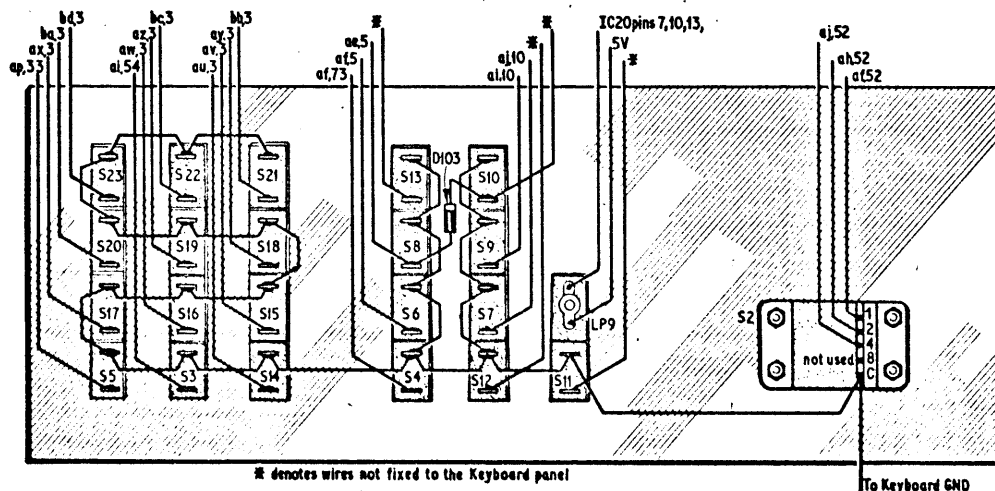 bd,3
ba,3
ax,3
ap,33
bc,3
az,3
aw,3
ai,54
bb,3
ay,3
av,3
au,3
*
ae,5
af,5
af,73
*
*
aj,10
ai,10
IC20pins 7,10,13,
5V
*
aj,52
ah,52
af,52
S23
S22
S21
S13
D103
S10
S20
S19
S18
S8
S9
S17
S16
S15
S6
S7
LP9
S5
S3
S14
S4
S12
S11
S2
1
2
4
not used 8
C
* denotes wires not fixed to the Keyboard panel
To Keyboard GND